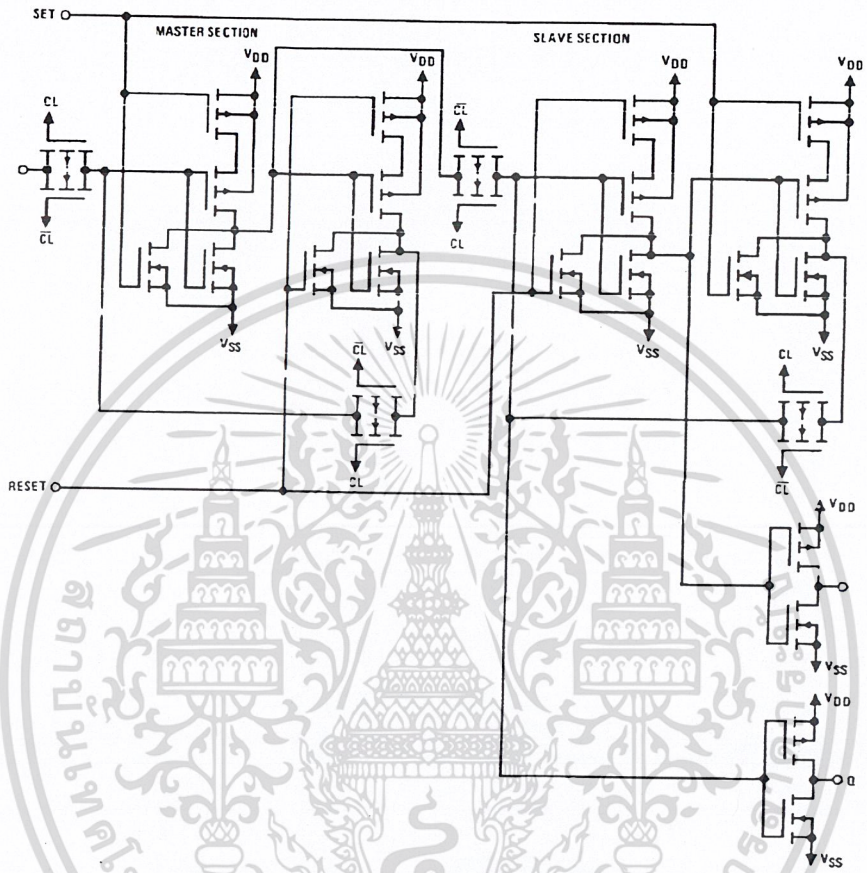 SET
MASTER SECTION
SLAVE SECTION
VDD
VDD
VDD
VDD
CL
CL
CL
CL
VSS
VSS
VSS
VSS
CL
CL
CL
CL
RESET
VDD
VSS
VDD
Q
VSS